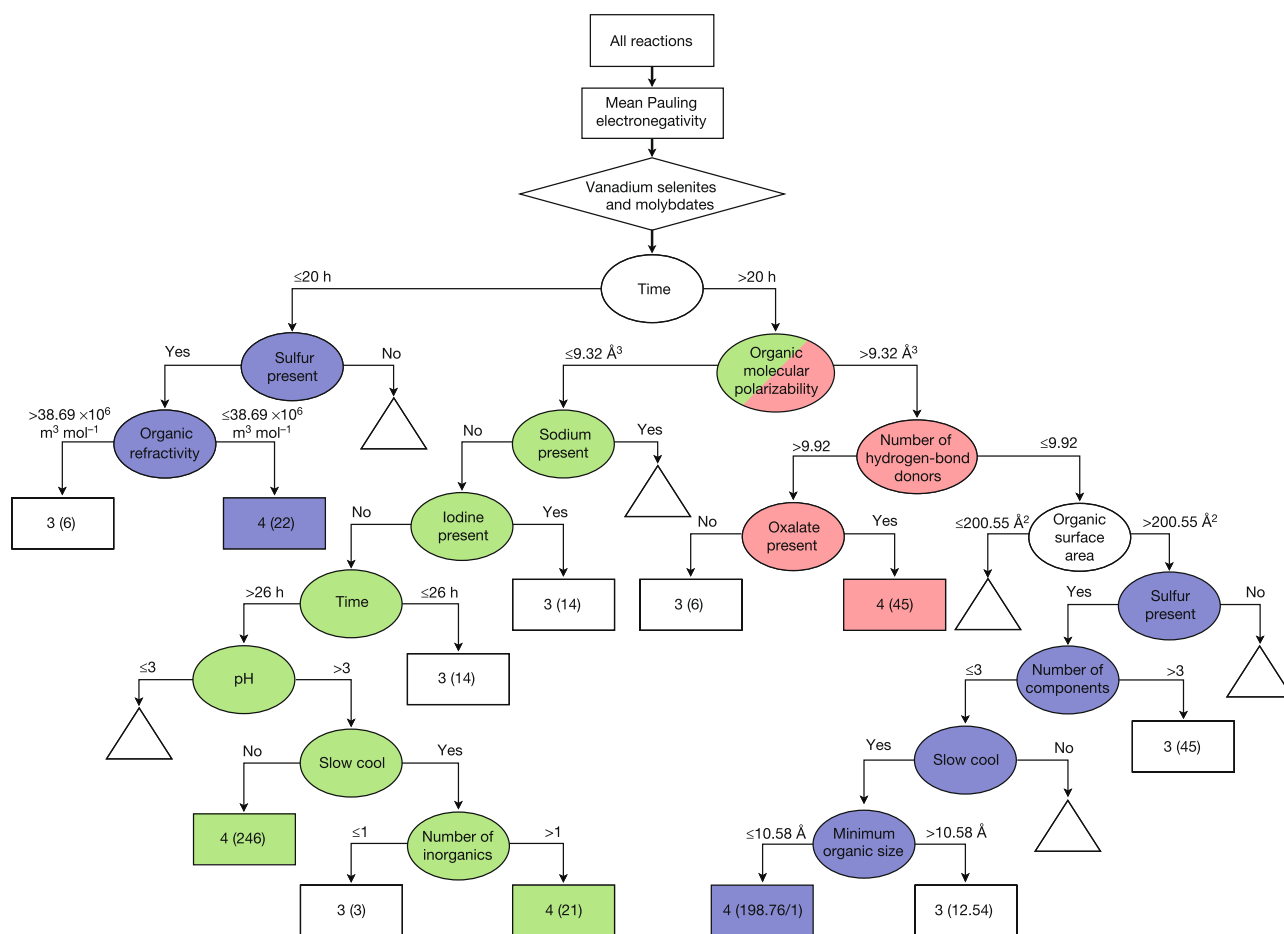 All reactions
Mean Pauling
electronegativity
Vanadium selenites
and molybdates
≤20 h
Time
>20 h
Yes
Sulfur
present
No
≤9.32 Å³
Organic
molecular
polarizability
>9.32 Å³
>38.69 ×10⁶
m³ mol⁻¹
Organic
refractivity
≤38.69 ×10⁶
m³ mol⁻¹
No
Sodium
present
Yes
>9.92
Number of
hydrogen-bond
donors
≤9.92
3 (6)
4 (22)
No
Iodine
present
Yes
No
Oxalate
present
Yes
≤200.55 Å²
Organic
surface
area
>200.55 Å²
>26 h
Time
≤26 h
3 (14)
3 (6)
4 (45)
Yes
Sulfur
present
No
≤3
pH
>3
3 (14)
≤3
Number of
components
>3
No
Slow cool
Yes
Yes
Slow cool
No
3 (45)
4 (246)
≤1
Number of
inorganics
>1
≤10.58 Å
Minimum
organic size
>10.58 Å
3 (3)
4 (21)
4 (198.76/1)
3 (12.54)